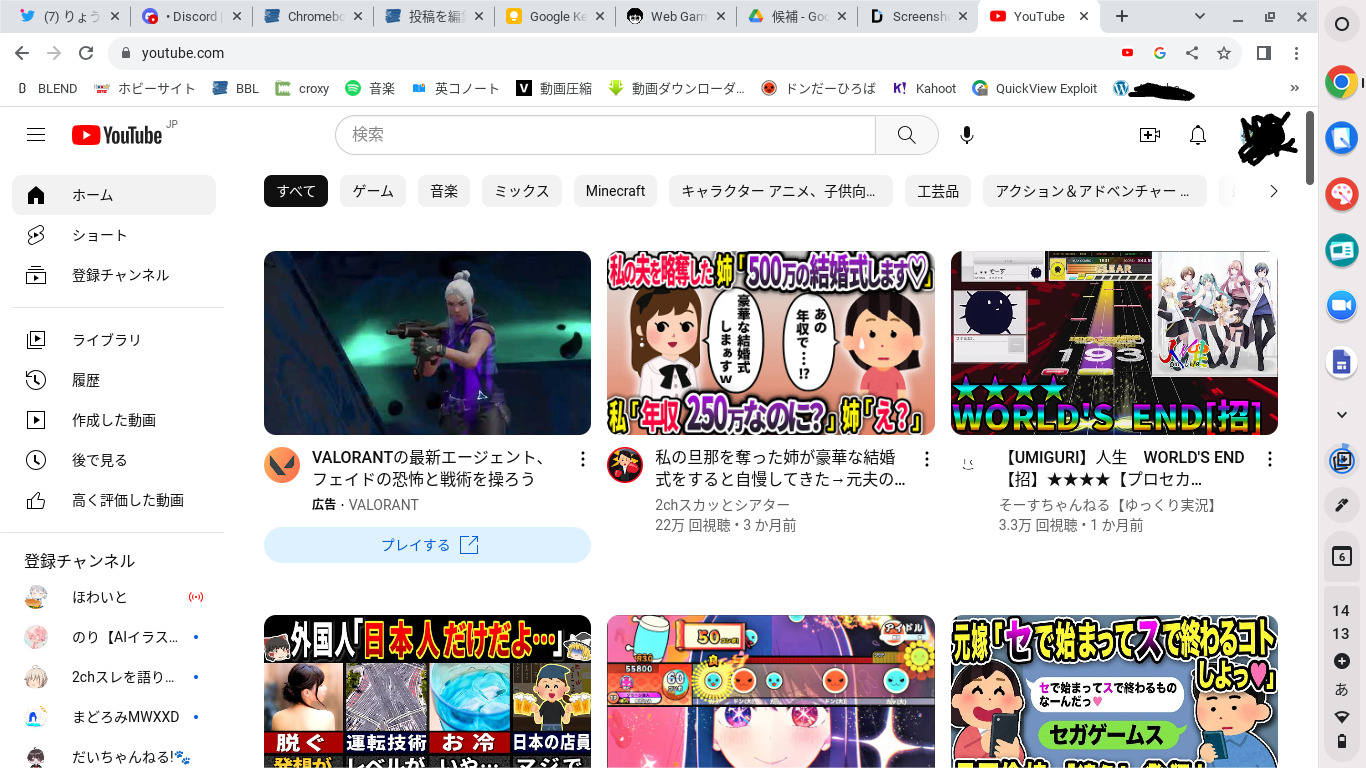 (7) りょう
• Discord |
Chromebo
投稿を編集
Google Ke
Web Gam
候補 - Goo
Screensh
YouTube
youtube.com
BLEND
ホビーサイト
BBL
croxy
音楽
英コノート
動画圧縮
動画ダウンローダ...
ドンだーひろば
Kahoot
QuickView Exploit
YouTube JP
検索
すべて
ゲーム
音楽
ミックス
Minecraft
キャラクター アニメ、子供向...
工芸品
アクション＆アドベンチャー ...
ホーム
ショート
登録チャンネル
ライブラリ
履歴
作成した動画
後で見る
高く評価した動画
登録チャンネル
ほわいと
のり【AIイラス...
2chスレを語り...
まどろみMWXXD
だいちゃんねる!🐾
VALORANTの最新エージェント、
フェイドの恐怖と戦術を操ろう
広告・VALORANT
プレイする
私の夫を略奪した姉「500万の結婚式します♡」
豪華な結婚式しまぁすw
あの年収で…!?
私「年収250万なのに?」姉「え？」
私の旦那を奪った姉が豪華な結婚
式をすると自慢してきた→元夫の...
2chスカッとシアター
22万 回視聴 • 3 か月前
CLEAR
193
★★★★
WORLD'S END[招]
【UMIGURI】人生　WORLD'S END
【招】★★★★【プロセカ...
そーすちゃんねる【ゆっくり実況】
3.3万 回視聴 • 1 か月前
外国人「日本人だけだよ…」
脱ぐ
運転技術
お冷
日本の店員
発想が
レベルが
いや…
マジで
50コンボ!
アイドル
55800
60
元嫁「セで始まってスで終わるコト
しよっ♥」
セで始まってスで終わるもの
なーんだっ♥
セガゲームス
6
14
13
あ